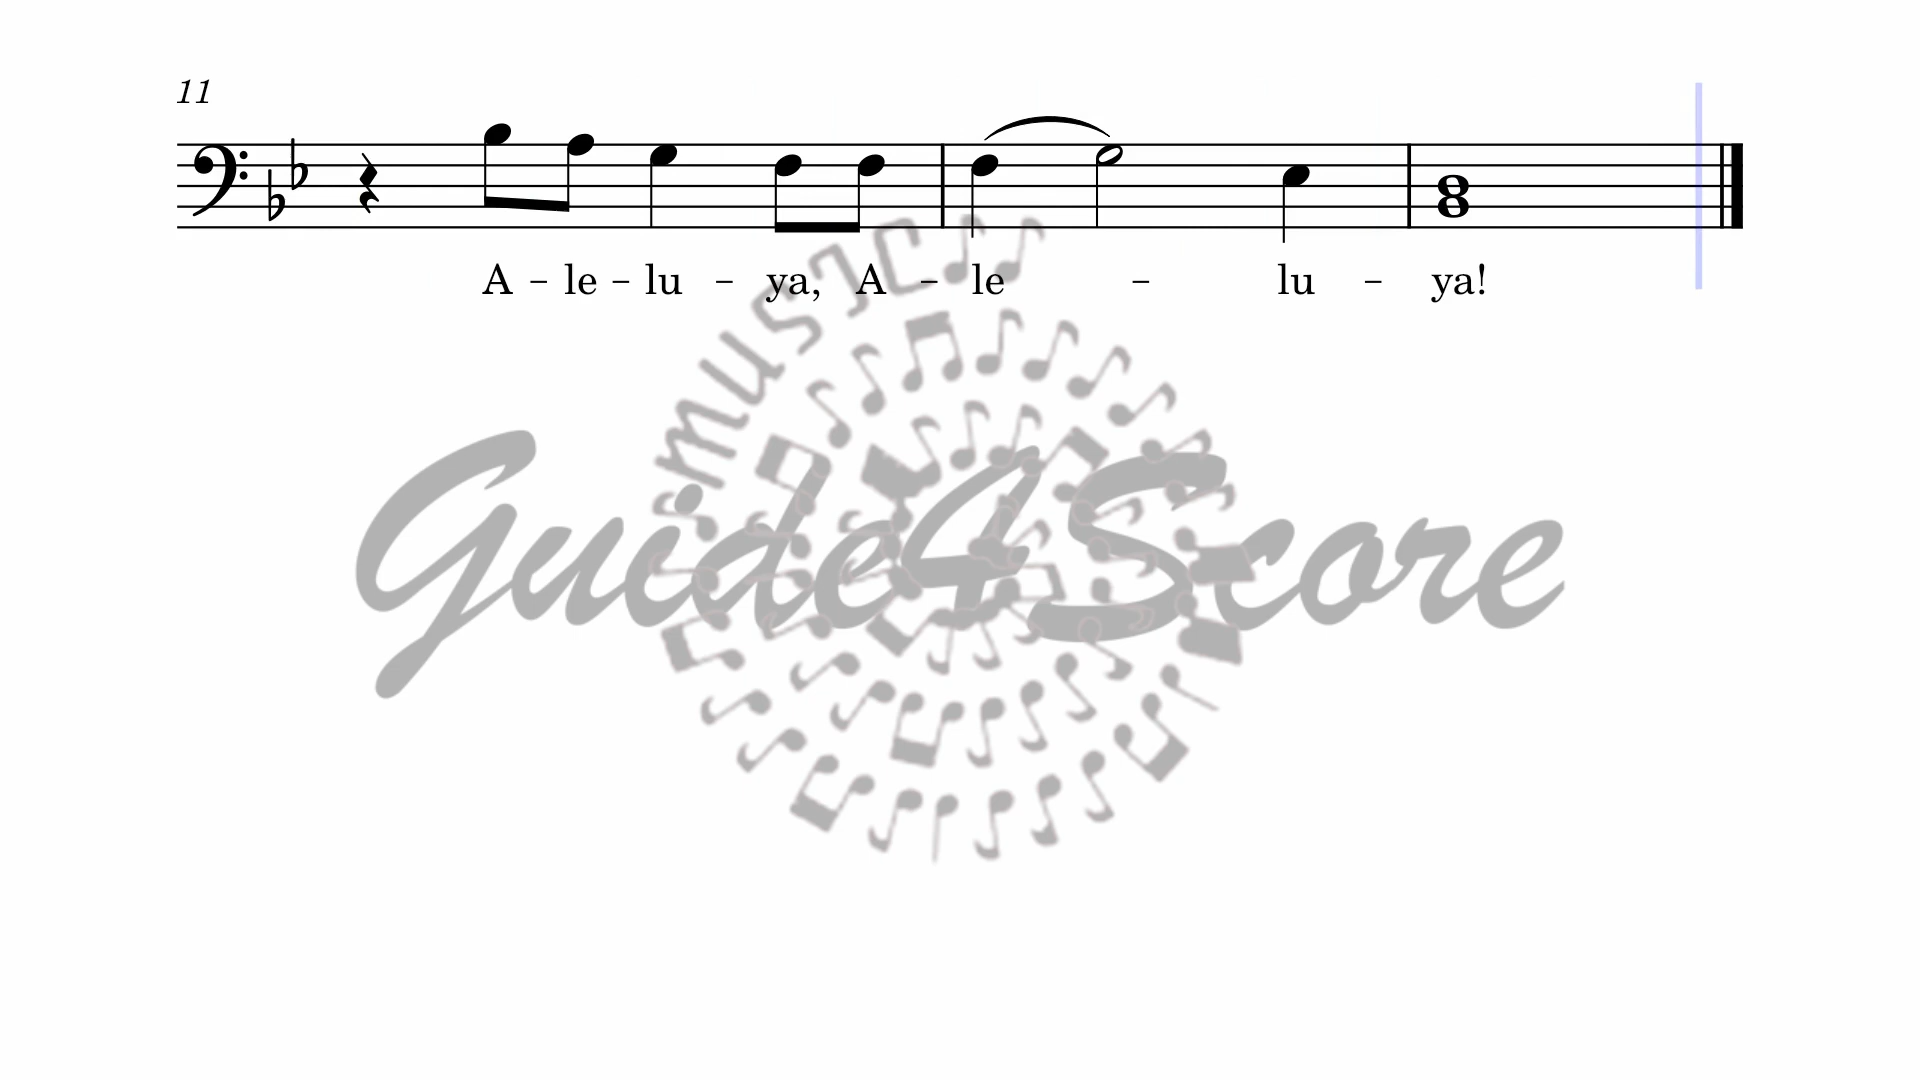 11
A - le - lu - ya, A - le - lu - ya!
music
Guide4Score